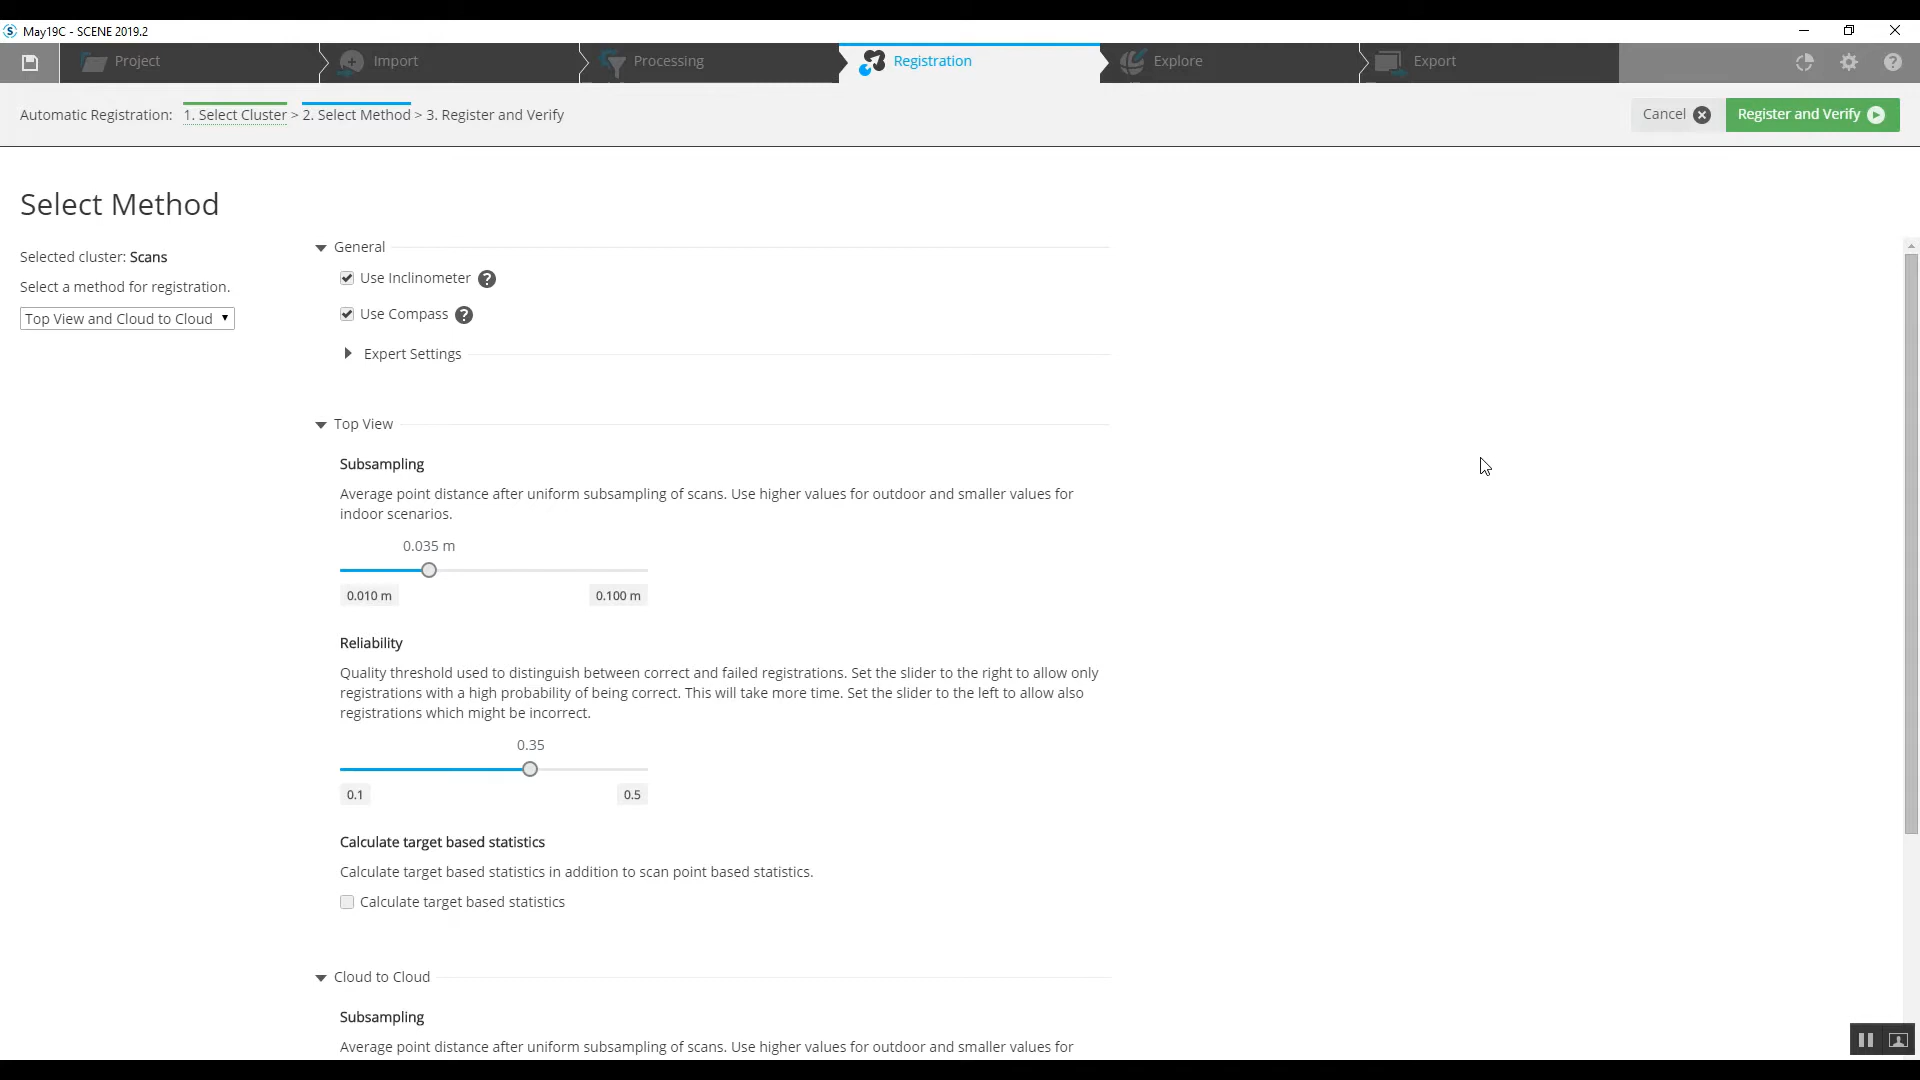 May19C - SCENE 2019.2
Project
Import
Processing
Registration
Explore
Export
Automatic Registration: 1. Select Cluster > 2. Select Method > 3. Register and Verify
Cancel
Register and Verify
Select Method
Selected cluster: Scans
Select a method for registration.
Top View and Cloud to Cloud
General
Use Inclinometer ?
Use Compass ?
Expert Settings
Top View
Subsampling
Average point distance after uniform subsampling of scans. Use higher values for outdoor and smaller values for
indoor scenarios.
0.035 m
0.010 m 0.100 m
Reliability
Quality threshold used to distinguish between correct and failed registrations. Set the slider to the right to allow only
registrations with a high probability of being correct. This will take more time. Set the slider to the left to allow also
registrations which might be incorrect.
0.35
0.1 0.5
Calculate target based statistics
Calculate target based statistics in addition to scan point based statistics.
Calculate target based statistics
Cloud to Cloud
Subsampling
Average point distance after uniform subsampling of scans. Use higher values for outdoor and smaller values for